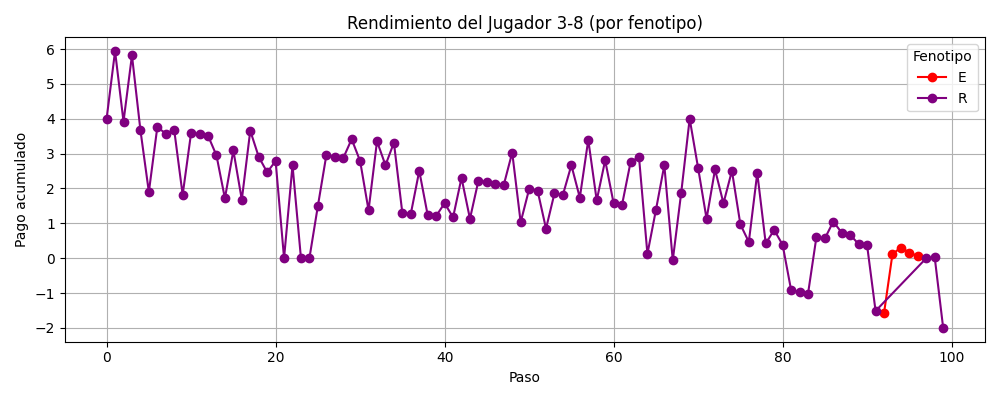 Rendimiento del Jugador 3-8 (por fenotipo)
Pago acumulado
6
5
4
3
2
1
0
−1
−2
Fenotipo
E
R
0 20 40 60 80 100
Paso